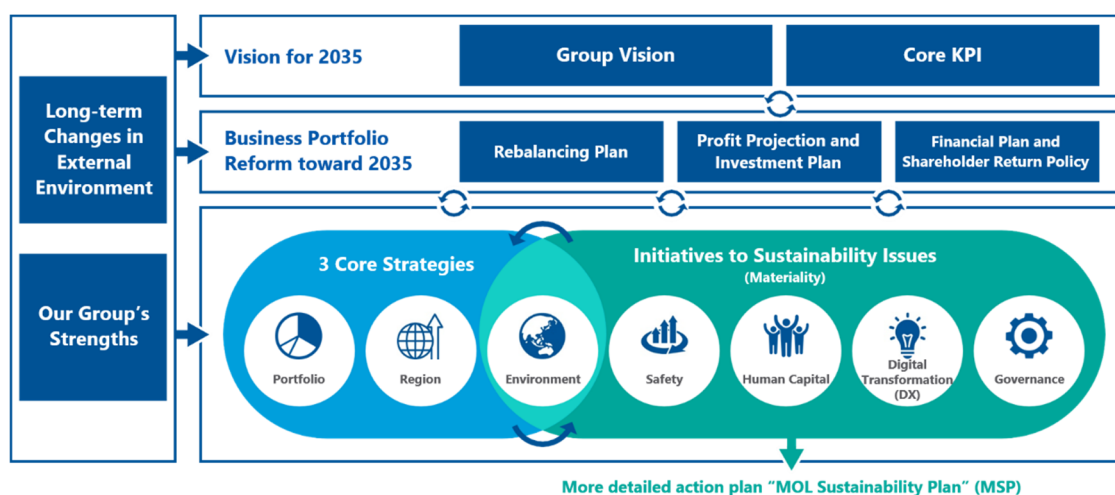 Long-term
Changes in
External
Environment
Our Group's
Strengths
Vision for 2035
Group Vision
Core KPI
Business Portfolio
Reform toward 2035
Rebalancing Plan
Profit Projection and
Investment Plan
Financial Plan and
Shareholder Return Policy
3 Core Strategies
Initiatives to Sustainability Issues
(Materiality)
Portfolio
Region
Environment
Safety
Human Capital
Digital
Transformation
(DX)
Governance
More detailed action plan “MOL Sustainability Plan” (MSP)